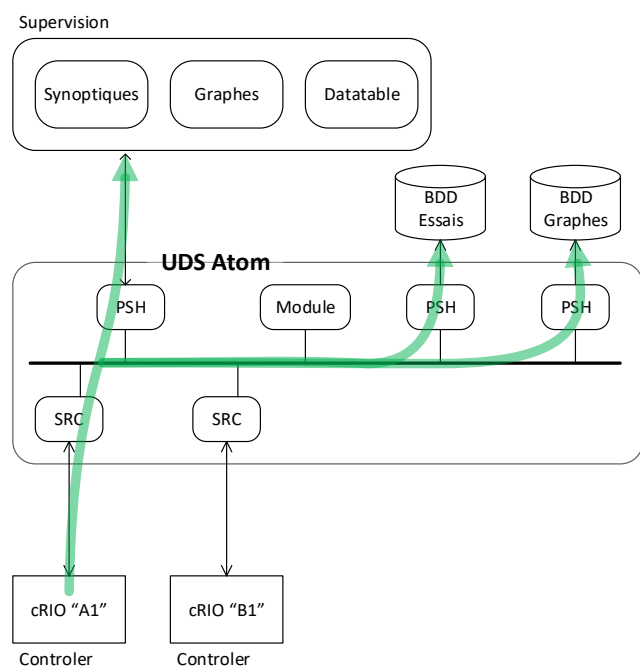 Supervision
Synoptiques
Graphes
Datatable
BDD
Essais
BDD
Graphes
UDS Atom
PSH
Module
PSH
PSH
SRC
SRC
cRIO “A1”
cRIO “B1”
Controler
Controler